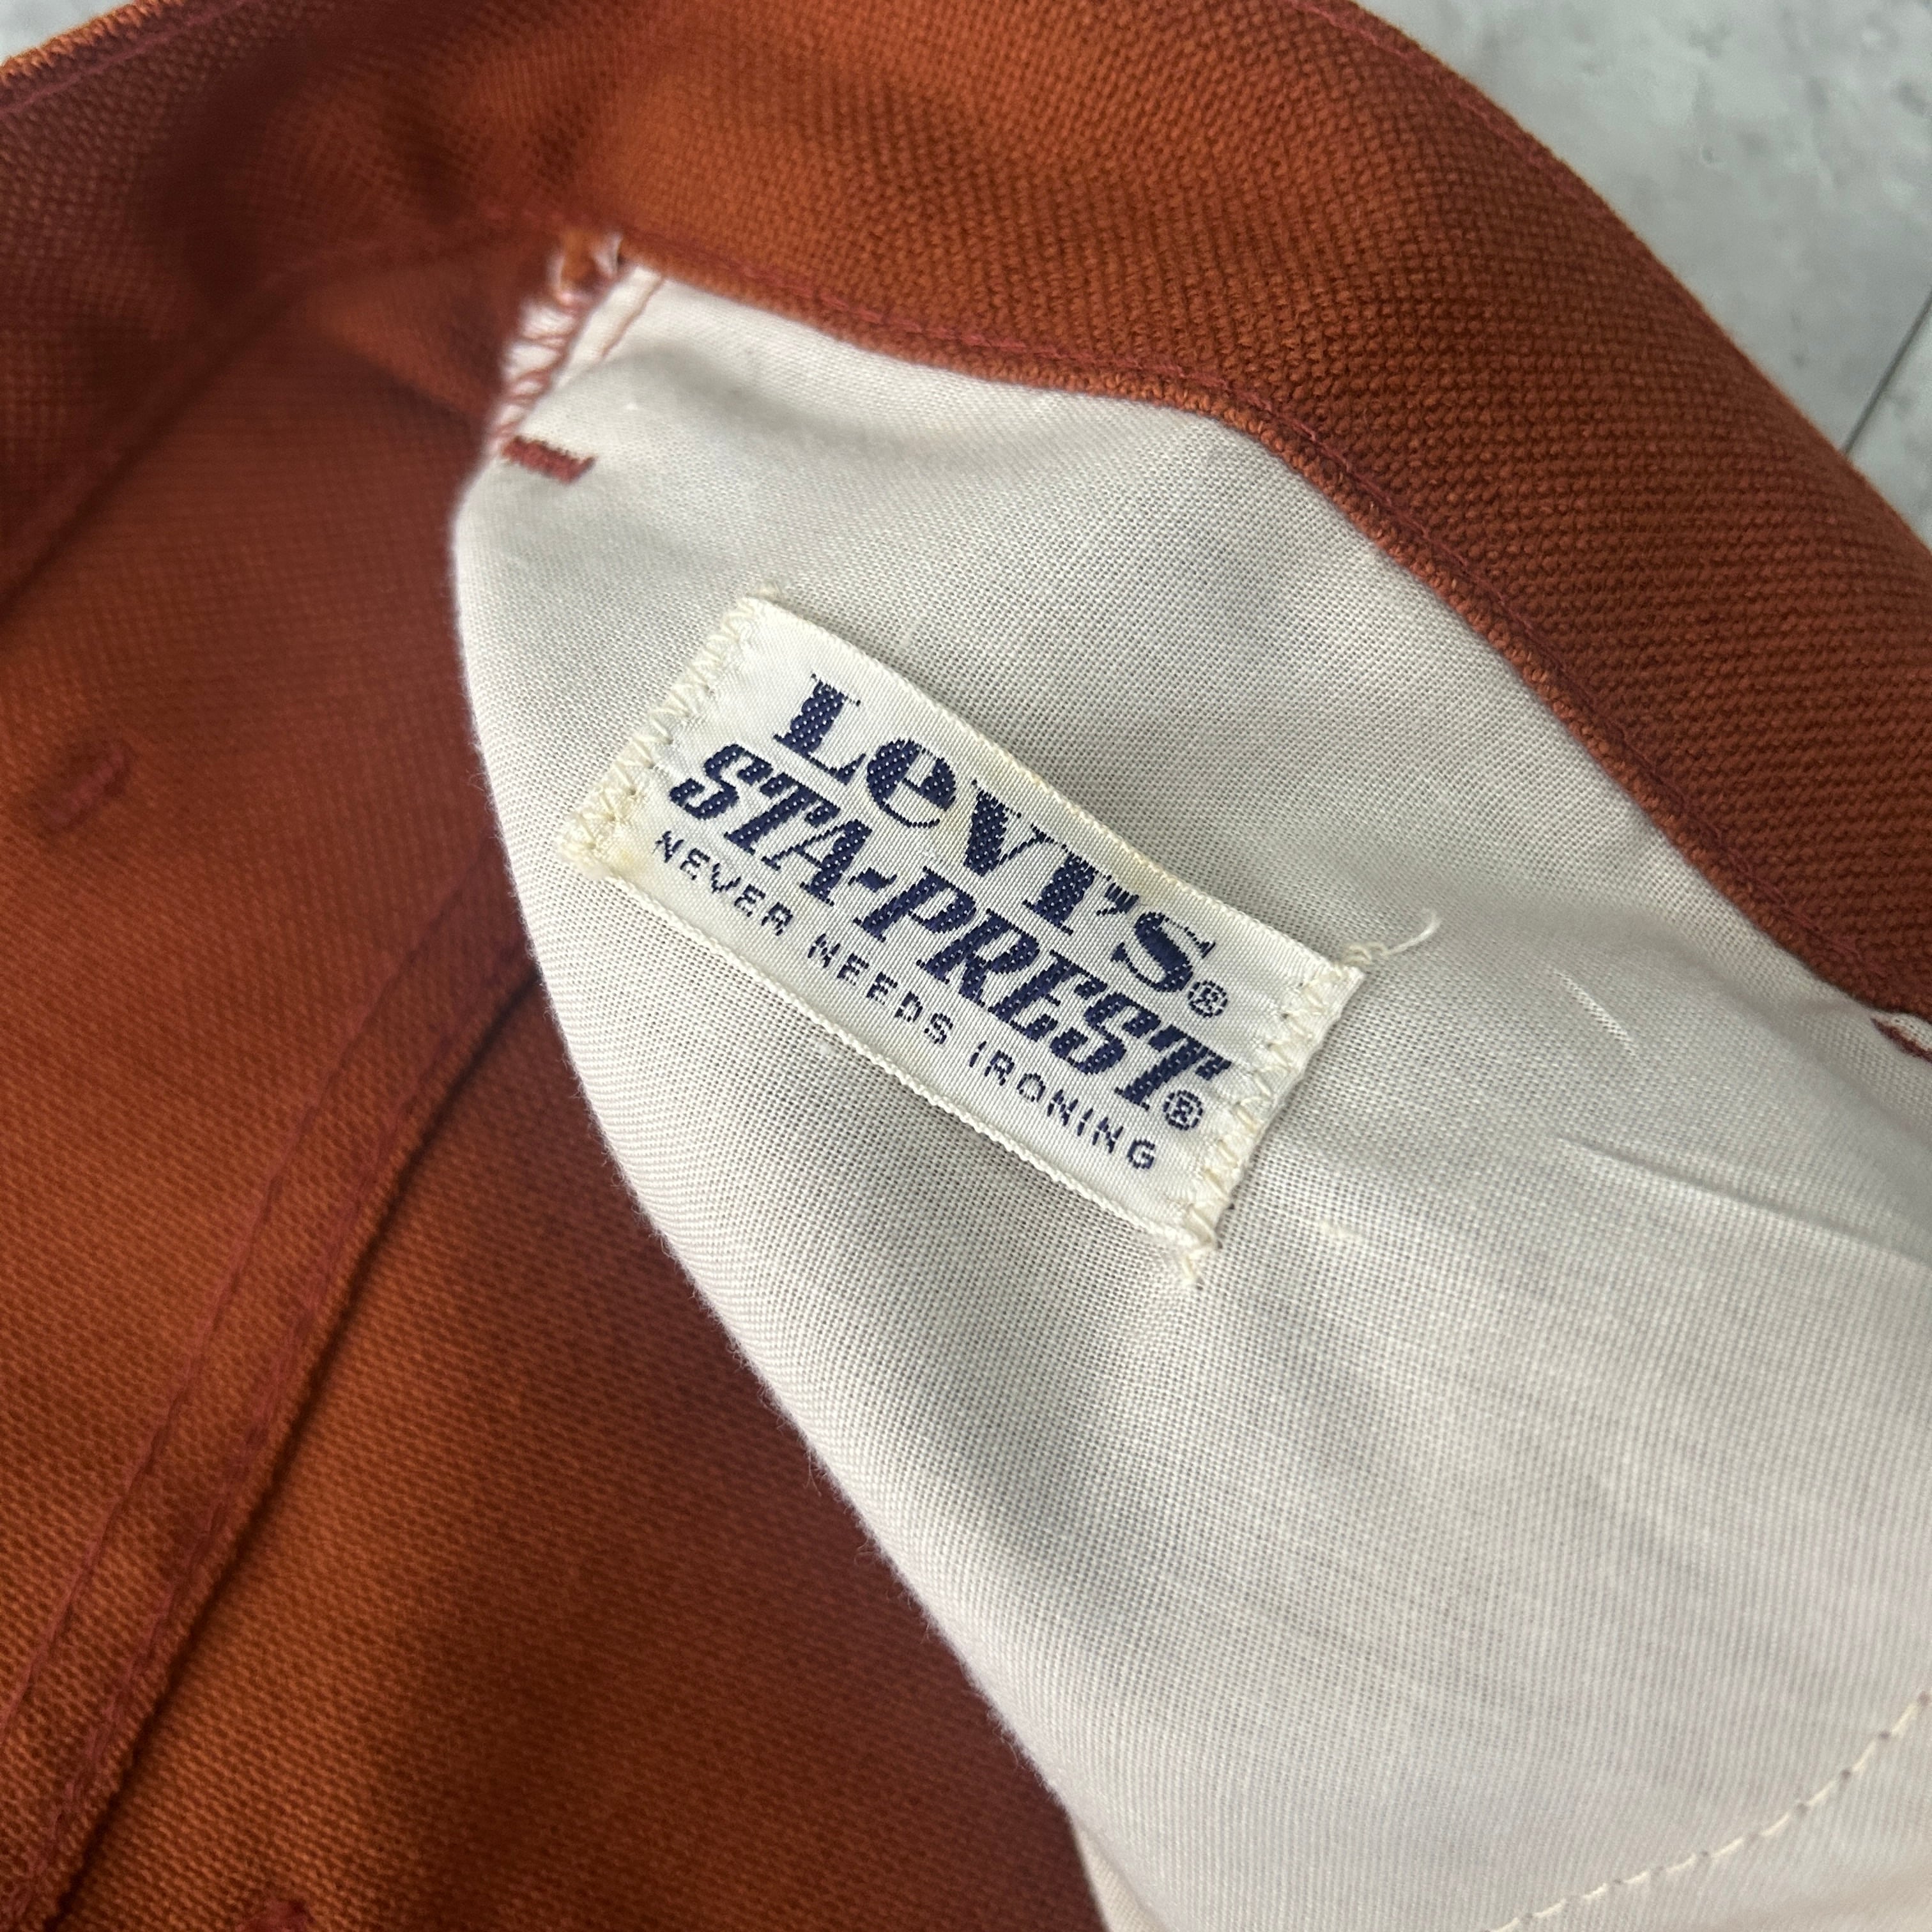 LeVI'S®
STA-PREST®
NEVER NEEDS IRONING